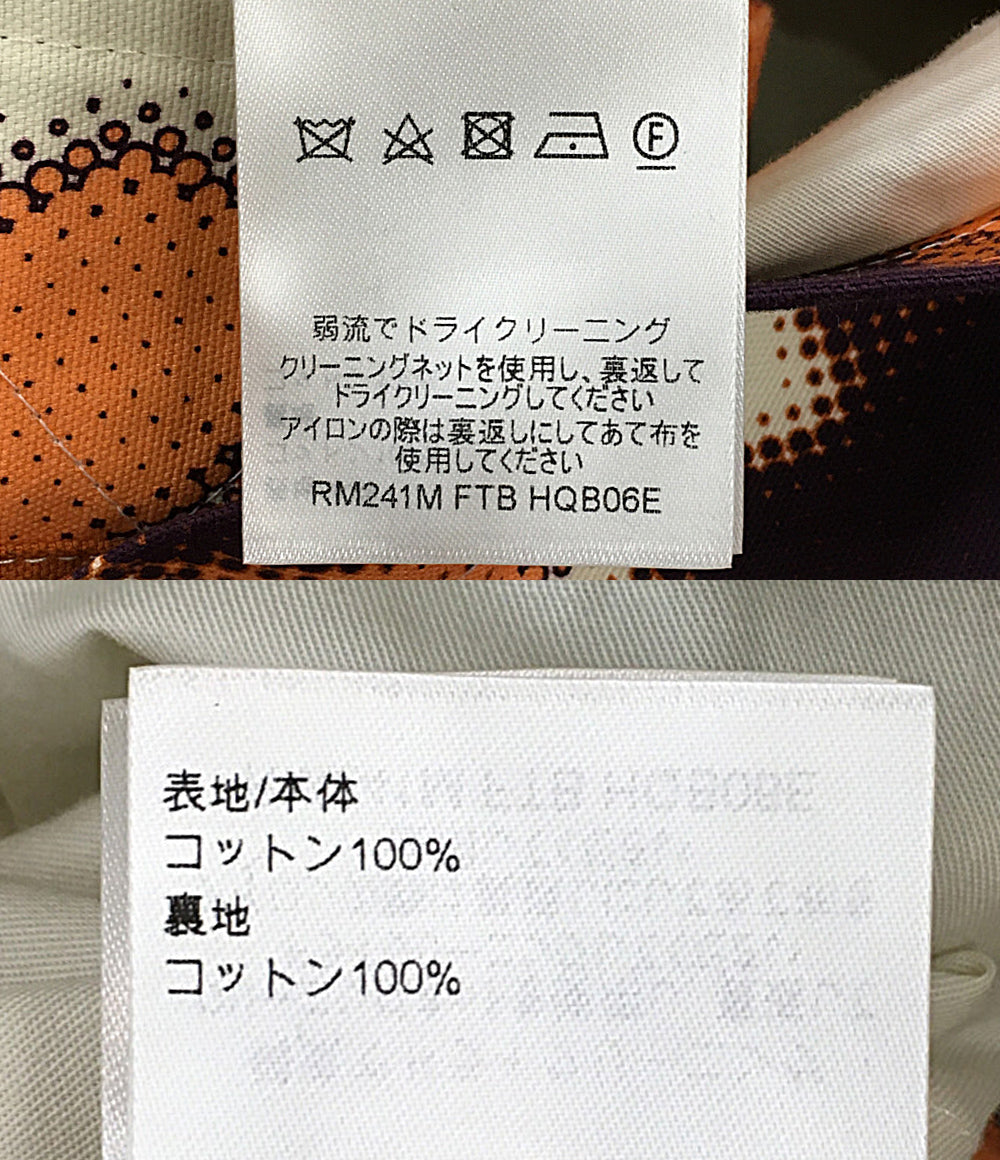 F
弱流でドライクリーニング
クリーニングネットを使用し、裏返して
ドライクリーニングしてください
アイロンの際は裏返しにしてあて布を
使用してください
RM241M FTB HQB06E
表地/本体
コットン100%
裏地
コットン100%